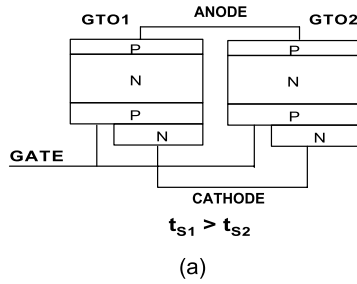 GTO1 ANODE GTO2
P P
N N
P P
N N
GATE
CATHODE
tS1 > tS2
(a)